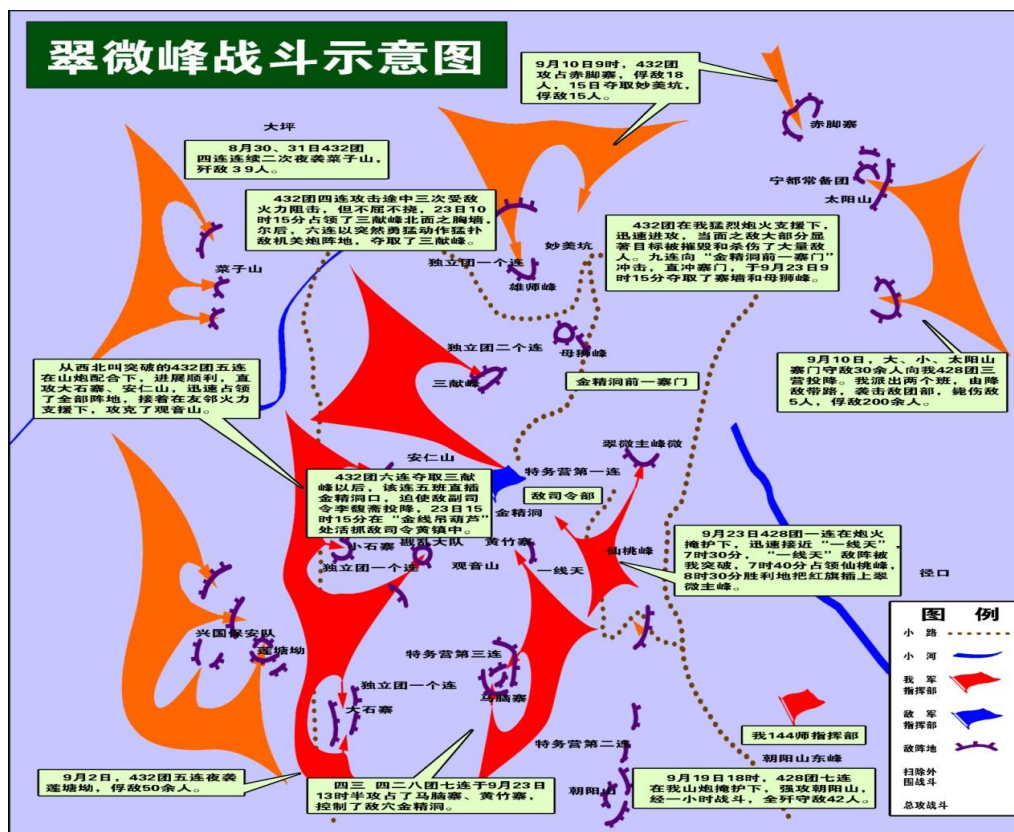 翠微峰战斗示意图
9月10日9时，432团
攻占赤脚寨，俘敌18
人，15日夺取妙美坑，
俘敌15人。
赤脚寨
大坪
8月30、31日432团
四连连续二次夜袭菜子山，
歼敌39人。
宁都常备团
太阳山
432团四连攻击途中三次受敌
火力阻击，但不屈不挠，23日10
时15分占领了三献峰北面之胸墙，
尔后，六连以突然勇猛动作猛扑
敌机关炮阵地，夺取了三献峰。
432团在我猛烈炮火支援下，
迅速进攻，当面之敌大部分显
著目标被摧毁和杀伤了大量敌
人。九连向“金精洞前一寨门”
冲击，直冲寨门，于9月23日9
时15分夺取了寨墙和母狮峰。
妙美坑
独立团一个连
雄师峰
菜子山
独立团二个连
母狮峰
三献峰
金精洞前一寨门
从西北叫突破的432团五连
在山炮配合下，进展顺利，直
攻大石寨、安仁山，迅速占领
了全部阵地，接着在友邻火力
支援下，攻克了观音山。
9月10日，大、小、太阳山
寨门守敌30余人向我428团三
营投降。我派出两个班，由降
敌带路，袭击敌团部，毙伤敌
5人，俘敌200余人。
翠微主峰微
安仁山
特务营第一连
敌司令部
金精洞
432团六连夺取三献
峰以后，该连五班直插
金精洞口，迫使敌副司
令李馥斋投降，23日15
时15分在“金线吊葫芦”
处活抓敌司令黄镇中。
小石寨
戡乱大队
黄竹寨
独立团一个连
观音山
一线天
仙桃峰
9月23日428团一连在炮火
掩护下，迅速接近“一线天”，
7时30分，“一线天”敌阵被
我突破，7时40分占领仙桃峰，
8时30分胜利地把红旗插上翠
微主峰。
径口
兴国保安队
莲塘坳
特务营第三连
独立团一个连
大石寨
马脑寨
特务营第二连
我144师指挥部
朝阳山东峰
朝阳山
9月2日，432团五连夜袭
莲塘坳，俘敌50余人。
四三 四二八团七连于9月23日
13时半攻占了马脑寨、黄竹寨，
控制了敌穴金精洞。
9月19日18时，428团七连
在我山炮掩护下，强攻朝阳山，
经一小时战斗，全歼守敌42人。
图 例
小 路
小 河
我 军
指挥部
敌 军
指挥部
敌阵地
扫除外
围战斗
总攻战斗